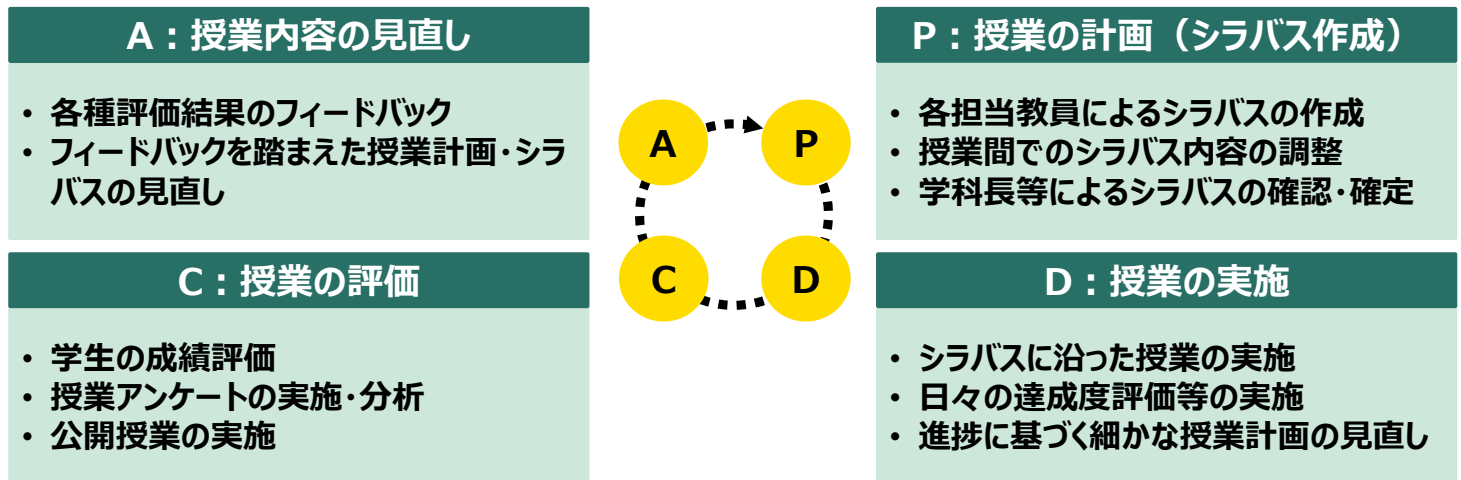 A：授業内容の見直し
• 各種評価結果のフィードバック
• フィードバックを踏まえた授業計画・シラ
バスの見直し
P：授業の計画（シラバス作成）
• 各担当教員によるシラバスの作成
• 授業間でのシラバス内容の調整
• 学科長等によるシラバスの確認・確定
A
P
C
D
C：授業の評価
• 学生の成績評価
• 授業アンケートの実施・分析
• 公開授業の実施
D：授業の実施
• シラバスに沿った授業の実施
• 日々の達成度評価等の実施
• 進捗に基づく細かな授業計画の見直し